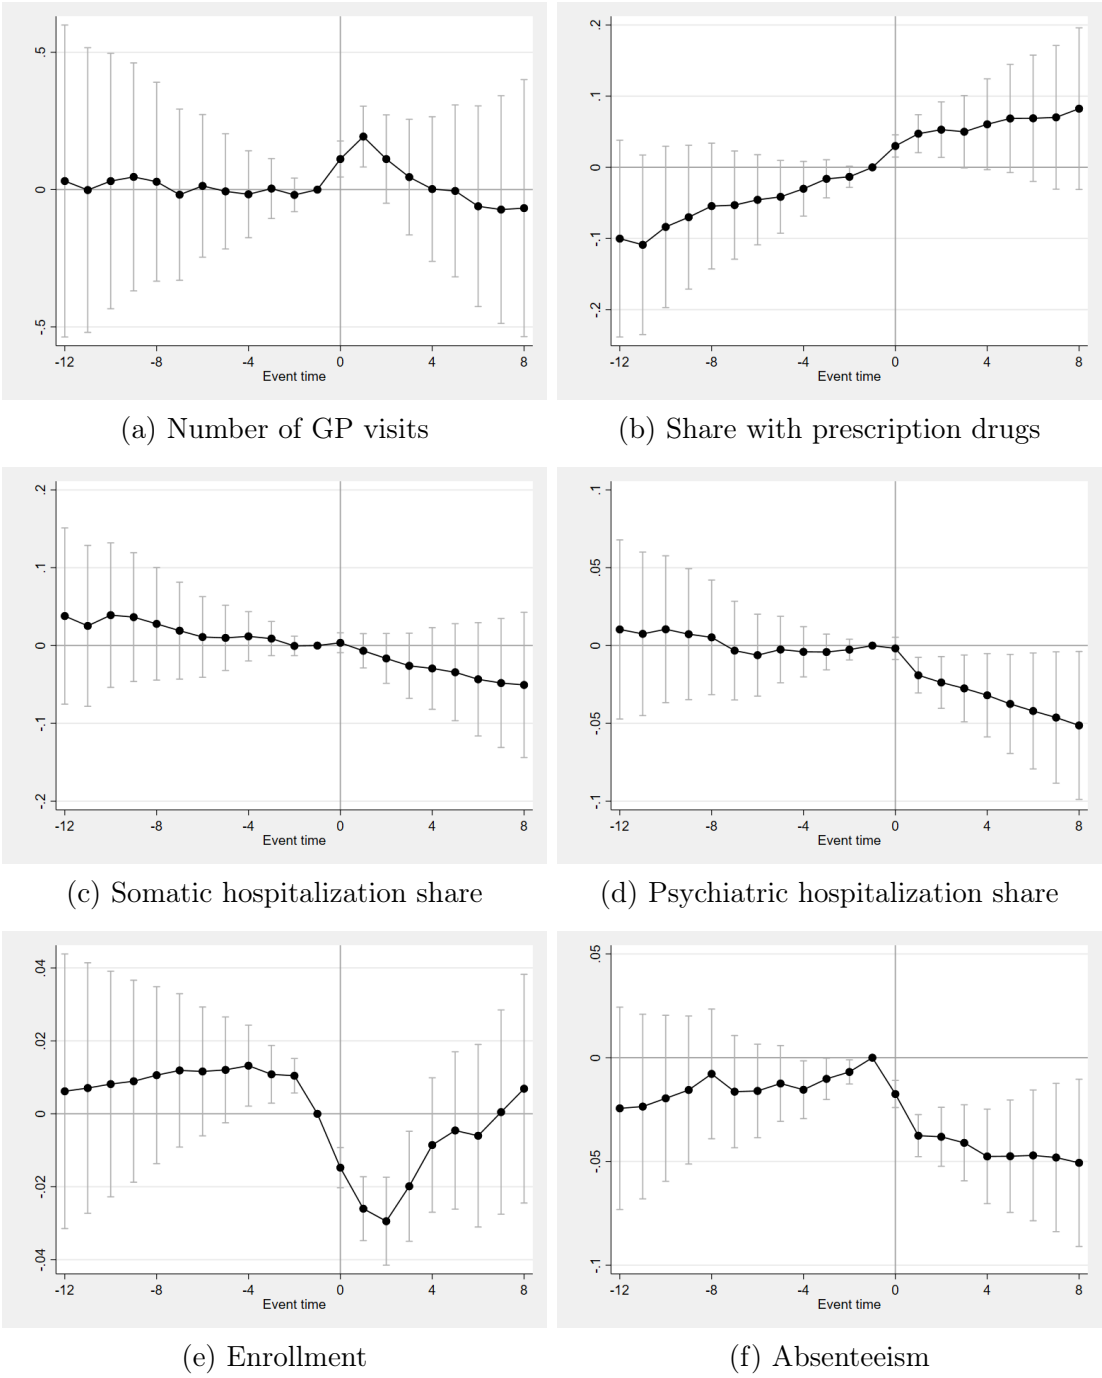 .5
0
-.5
-12 -8 -4 0 4 8
Event time
(a) Number of GP visits
.2
.1
0
-.1
-.2
-12 -8 -4 0 4 8
Event time
(b) Share with prescription drugs
.2
.1
0
-.1
-.2
-12 -8 -4 0 4 8
Event time
(c) Somatic hospitalization share
.1
.05
0
-.05
-.1
-12 -8 -4 0 4 8
Event time
(d) Psychiatric hospitalization share
.04
.02
0
-.02
-.04
-12 -8 -4 0 4 8
Event time
(e) Enrollment
.05
0
-.05
-.1
-12 -8 -4 0 4 8
Event time
(f) Absenteeism